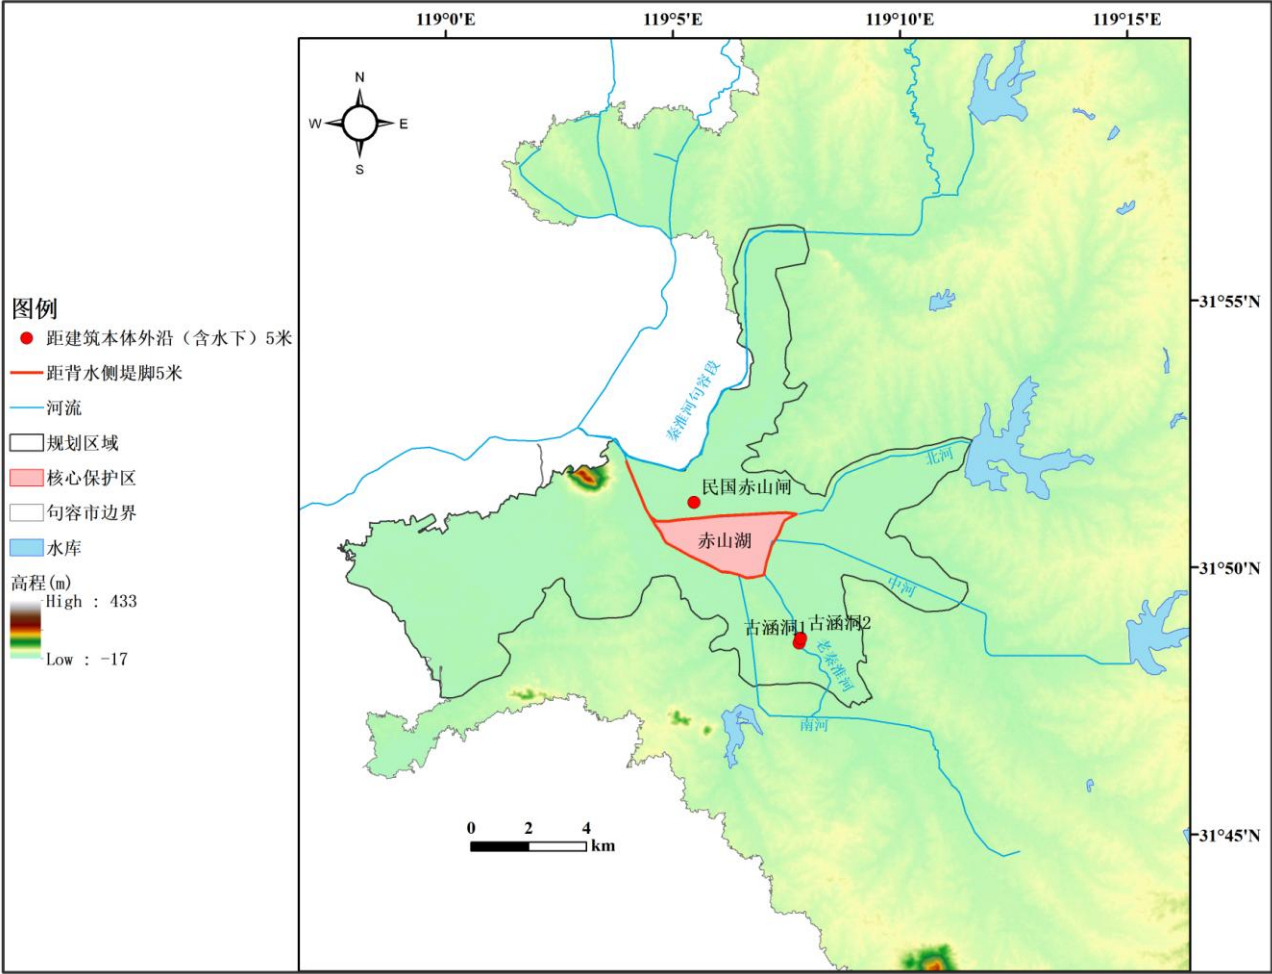 119°0'E
119°5'E
119°10'E
119°15'E
N
W
E
S
31°55'N
31°50'N
31°45'N
图例
距建筑本体外沿（含水下）5米
距背水侧堤脚5米
河流
规划区域
核心保护区
句容市边界
水库
高程(m)
High : 433
Low : -17
秦淮河句容段
北河
民国赤山闸
赤山湖
中河
古涵洞1
古涵洞2
老秦淮河
南河
0 2 4
km